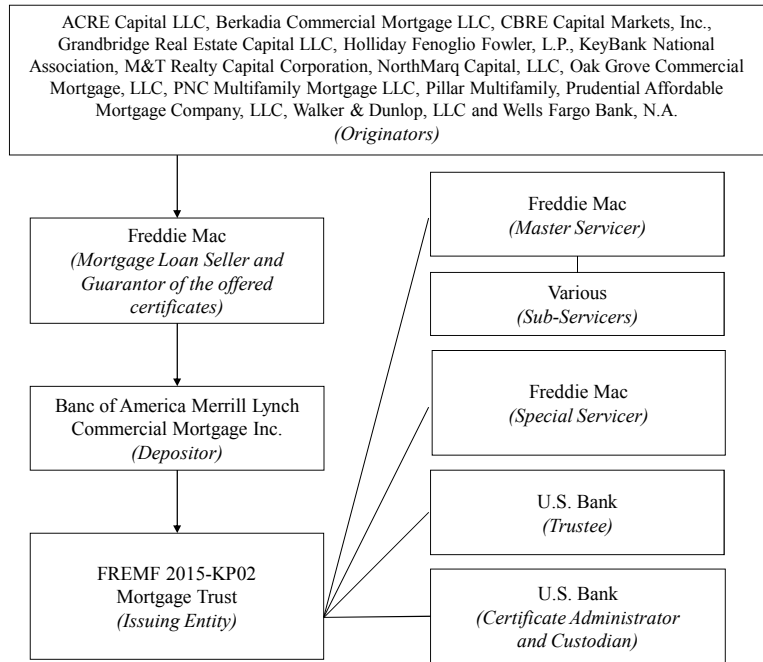 ACRE Capital LLC, Berkadia Commercial Mortgage LLC, CBRE Capital Markets, Inc.,
Grandbridge Real Estate Capital LLC, Holliday Fenoglio Fowler, L.P., KeyBank National
Association, M&T Realty Capital Corporation, NorthMarq Capital, LLC, Oak Grove Commercial
Mortgage, LLC, PNC Multifamily Mortgage LLC, Pillar Multifamily, Prudential Affordable
Mortgage Company, LLC, Walker & Dunlop, LLC and Wells Fargo Bank, N.A.
(Originators)
Freddie Mac
(Mortgage Loan Seller and
Guarantor of the offered
certificates)
Banc of America Merrill Lynch
Commercial Mortgage Inc.
(Depositor)
FREMF 2015-KP02
Mortgage Trust
(Issuing Entity)
Freddie Mac
(Master Servicer)
Various
(Sub-Servicers)
Freddie Mac
(Special Servicer)
U.S. Bank
(Trustee)
U.S. Bank
(Certificate Administrator
and Custodian)